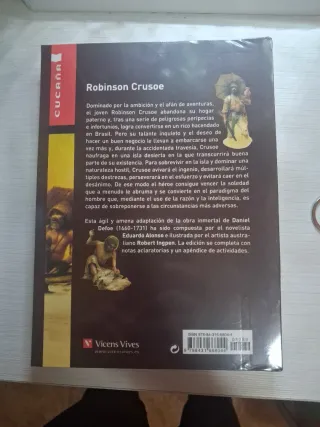 CUCAÑA
Robinson Crusoe
Dominado por la ambición y el afán de aventuras,
el joven Robinson Crusoe abandona su hogar
paterno y, tras una serie de peligrosas peripecias
e infortunios, logra convertirse en un rico hacendado
en Brasil. Pero su talante inquieto y el deseo de
hacer un buen negocio le llevan a embarcarse una
vez más y, durante la accidentada travesía, Crusoe
naufraga en una isla desierta en la que transcurrirá buena
parte de su existencia. Para sobrevivir en la isla y dominar una
naturaleza hostil, Crusoe avivará el ingenio, desarrollará múlti-
ples destrezas, perseverará en el esfuerzo y evitará caer en el
desánimo. De ese modo el héroe consigue vencer la soledad
que a menudo le abruma y se convierte en el paradigma del
hombre que, mediante el uso de la razón y la inteligencia, es
capaz de sobreponerse a las circunstancias más adversas.
Esta ágil y amena adaptación de la obra inmortal de Daniel
Defoe (1660-1731) ha sido compuesta por el novelista
Eduardo Alonso e ilustrada por el artista austra-
liano Robert Ingpen. La edición se completa con
notas aclaratorias y un apéndice de actividades.
Vicens Vives